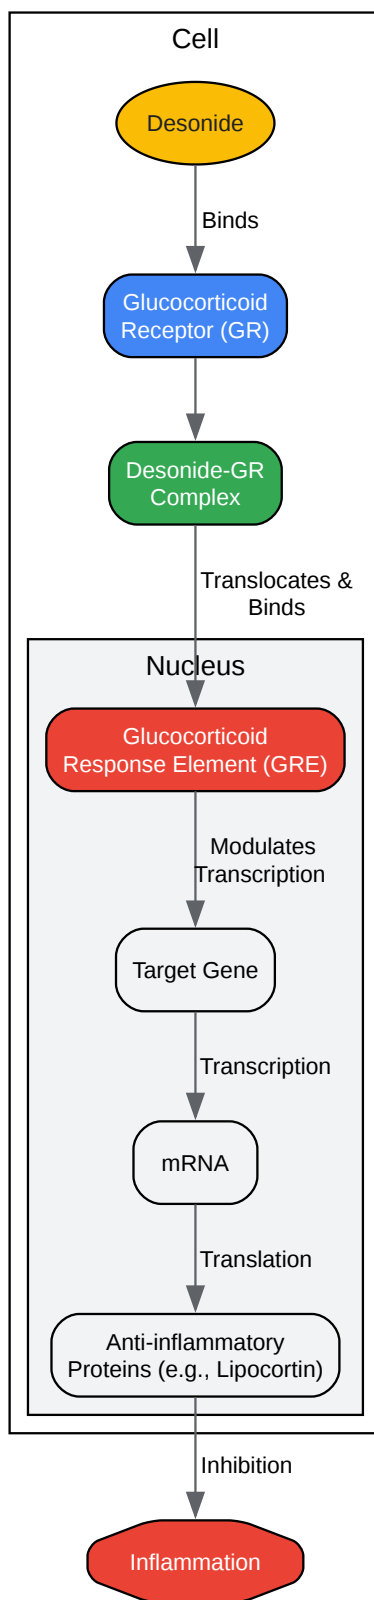 Cell
Desonide
Binds
Glucocorticoid
Receptor (GR)
Desonide-GR
Complex
Translocates &
Binds
Nucleus
Glucocorticoid
Response Element (GRE)
Modulates
Transcription
Target Gene
Transcription
mRNA
Translation
Anti-inflammatory
Proteins (e.g., Lipocortin)
Inhibition
Inflammation